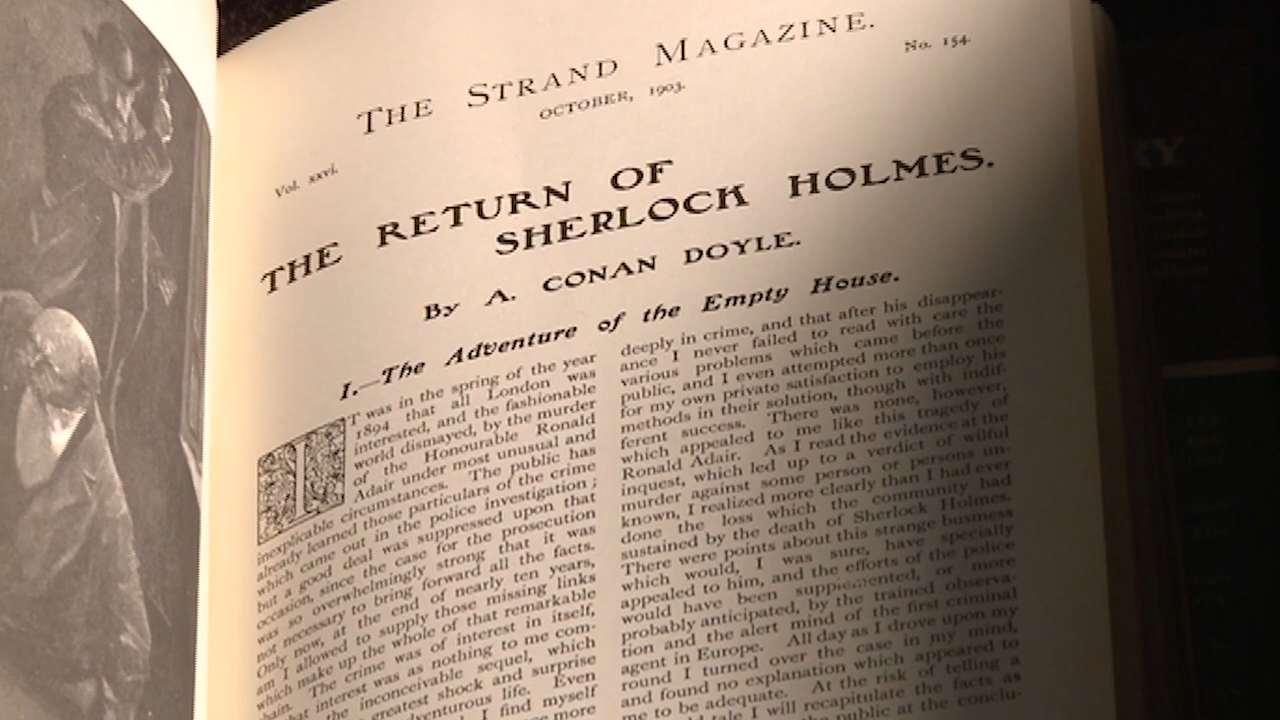 THE STRAND MAGAZINE.
Vol. xxvi.
OCTOBER, 1903.
No. 154.
THE RETURN OF
SHERLOCK HOLMES.
By A. CONAN DOYLE.
I.—The Adventure of the Empty House.
IT was in the spring of the year
1894 that all London was
interested, and the fashionable
world dismayed, by the murder
of the Honourable Ronald
Adair under most unusual and
inexplicable circumstances. The public has
already learned those particulars of the crime
which came out in the police investigation;
but a good deal was suppressed upon that
occasion, since the case for the prosecution
was so overwhelmingly strong that it was
not necessary to bring forward all the facts.
Only now, at the end of nearly ten years,
am I allowed to supply those missing links
which make up the whole of that remarkable
chain. The crime was of interest in itself,
that interest was as nothing to me com-
the inconceivable sequel, which
greatest shock and surprise
adventurous life. Even
I find myself
more
deeply in crime, and that after his disappear-
ance I never failed to read with care the
various problems which came before the
public, and I even attempted more than once
for my own private satisfaction to employ his
methods in their solution, though with indif-
ferent success. There was none, however,
which appealed to me like this tragedy of
Ronald Adair. As I read the evidence at the
inquest, which led up to a verdict of wilful
murder against some person or persons un-
known, I realized more clearly than I had ever
done the loss which the community had
sustained by the death of Sherlock Holmes.
There were points about this strange business
which would, I was sure, have specially
appealed to him, and the efforts of the police
would have been supplemented, or more
probably anticipated, by the trained observa-
tion and the alert mind of the first criminal
agent in Europe. All day as I drove upon my
round I turned over the case in my mind,
and found no explanation which appeared to
me to be adequate. At the risk of telling a
told tale I will recapitulate the facts as
the public at the conclu-
RY